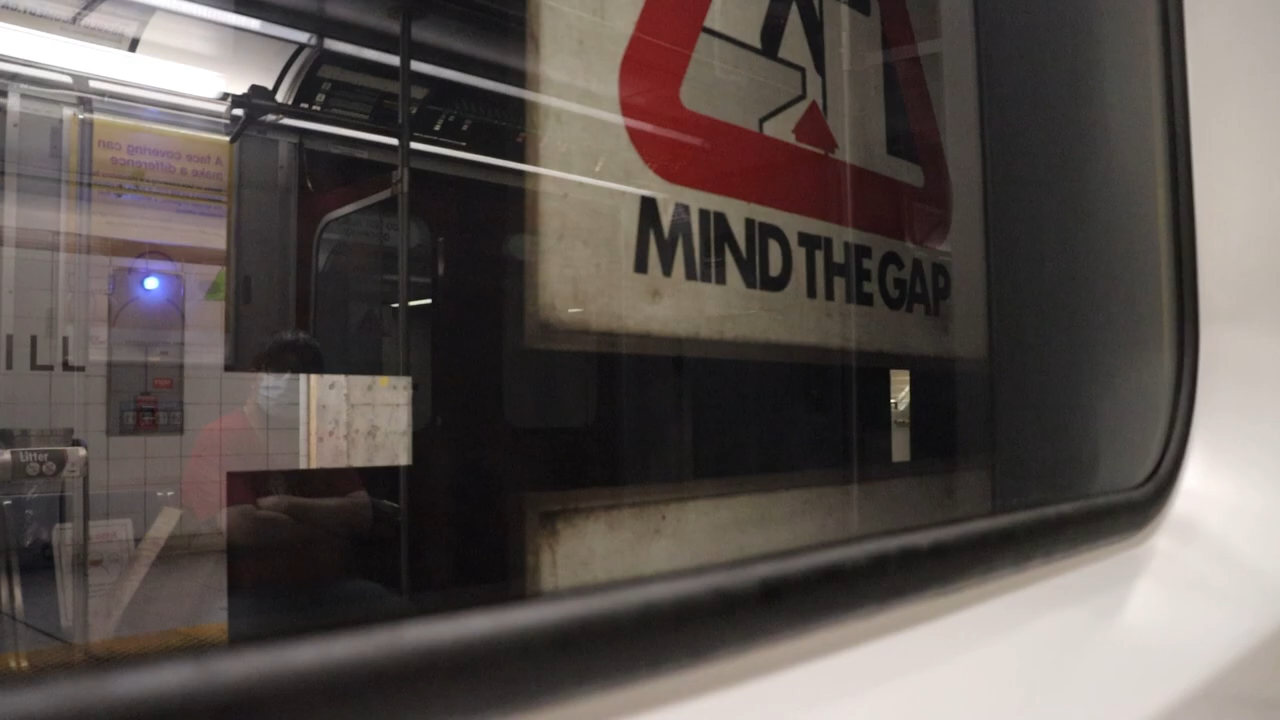 A face covering can
make a difference
ILL
Litter
MIND THE GAP